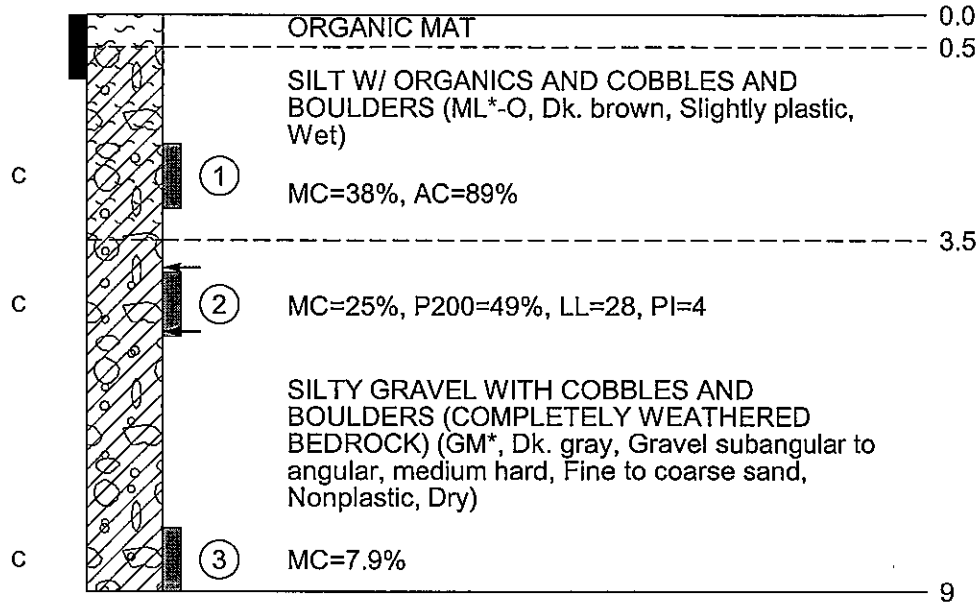 0.0
ORGANIC MAT
0.5
SILT W/ ORGANICS AND COBBLES AND
BOULDERS (ML*-O, Dk. brown, Slightly plastic,
Wet)
C 1 MC=38%, AC=89%
3.5
C 2 MC=25%, P200=49%, LL=28, PI=4
SILTY GRAVEL WITH COBBLES AND
BOULDERS (COMPLETELY WEATHERED
BEDROCK) (GM*, Dk. gray, Gravel subangular to
angular, medium hard, Fine to coarse sand,
Nonplastic, Dry)
C 3 MC=7.9%
9